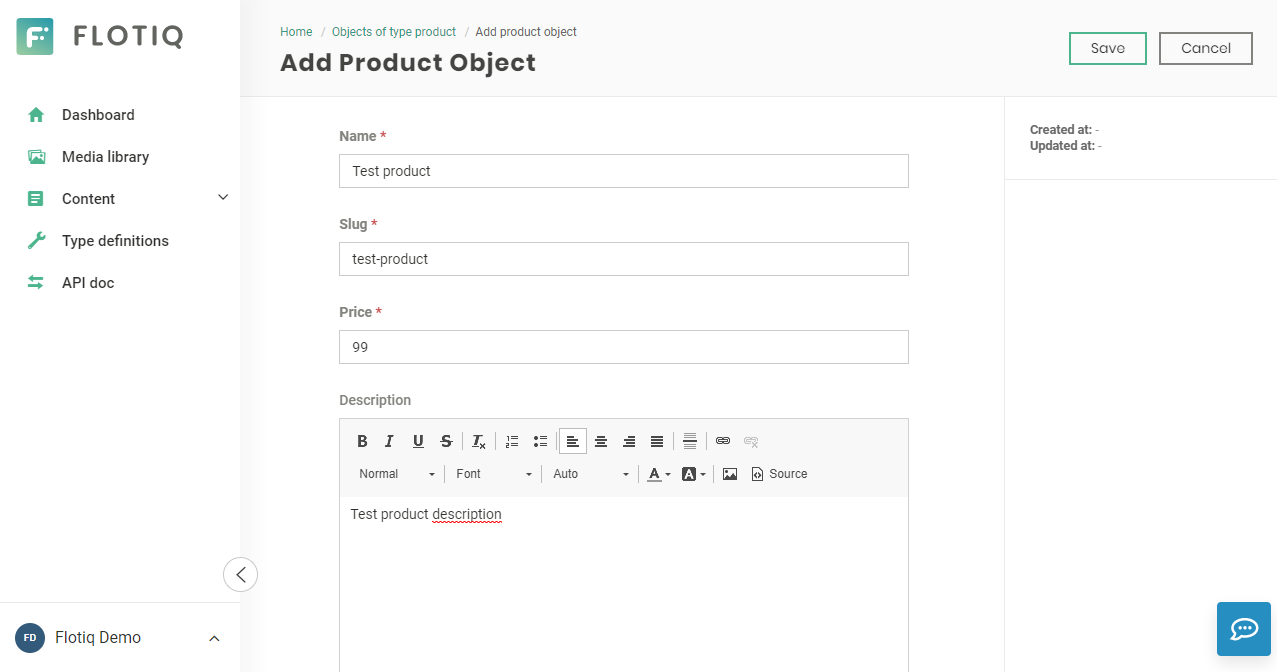 FLOTIQ
Dashboard
Media library
Content
Type definitions
API doc
FD Flotiq Demo
Home / Objects of type product / Add product object
Add Product Object
Save
Cancel
Name *
Test product
Slug *
test-product
Price *
99
Description
Normal Font Auto A A Source
Test product description
Created at: -
Updated at: -